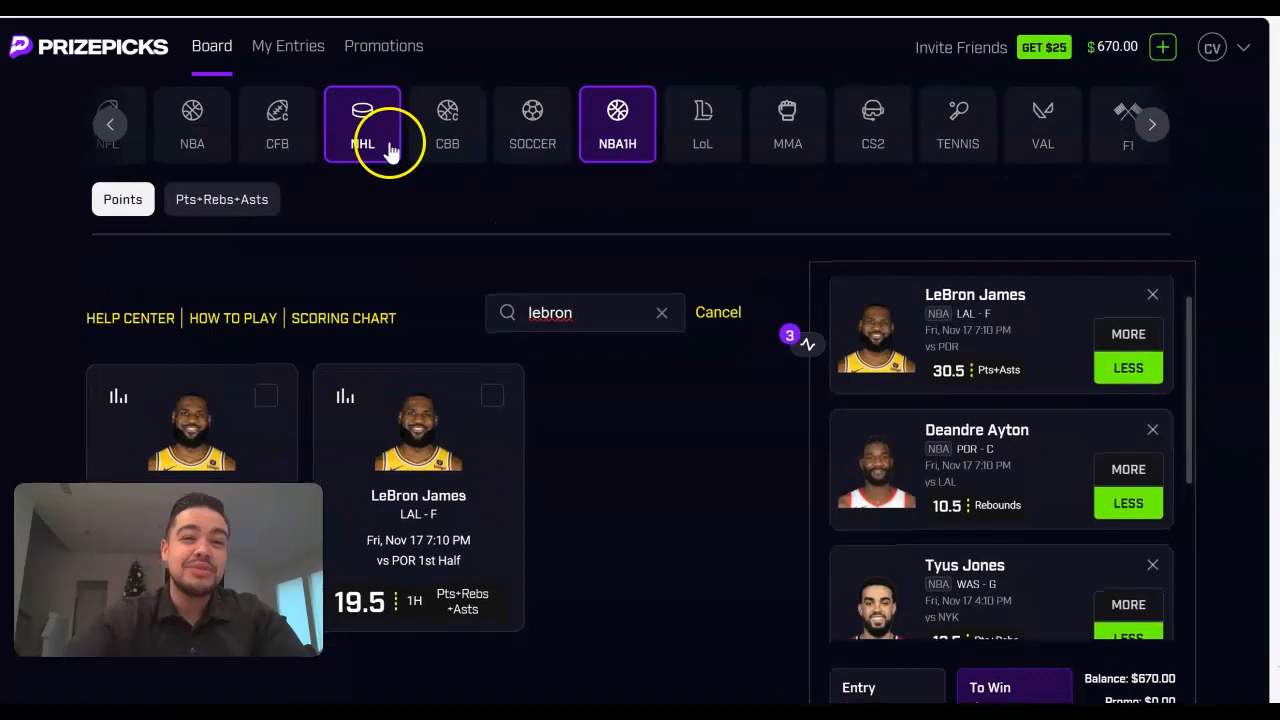 PRIZEPICKS Board My Entries Promotions Invite Friends GET $25 $670.00 CV
NFL NBA CFB NHL CBB SOCCER NBA1H LoL MMA CS2 TENNIS VAL F1
Points Pts+Rebs+Asts
HELP CENTER HOW TO PLAY SCORING CHART
lebron Cancel
LeBron James
LAL - F
Fri, Nov 17 7:10 PM
vs POR 1st Half
19.5 1H Pts+Rebs
+Asts
3
LeBron James
NBA LAL - F
Fri, Nov 17 7:10 PM
vs POR
30.5 Pts+Asts
MORE
LESS
Deandre Ayton
NBA POR - C
Fri, Nov 17 7:10 PM
vs LAL
10.5 Rebounds
MORE
LESS
Tyus Jones
NBA WAS - G
Fri, Nov 17 4:10 PM
vs NYK
Pts+Rebs
MORE
LESS
Entry
To Win
Balance: $670.00
Promo: $0.00